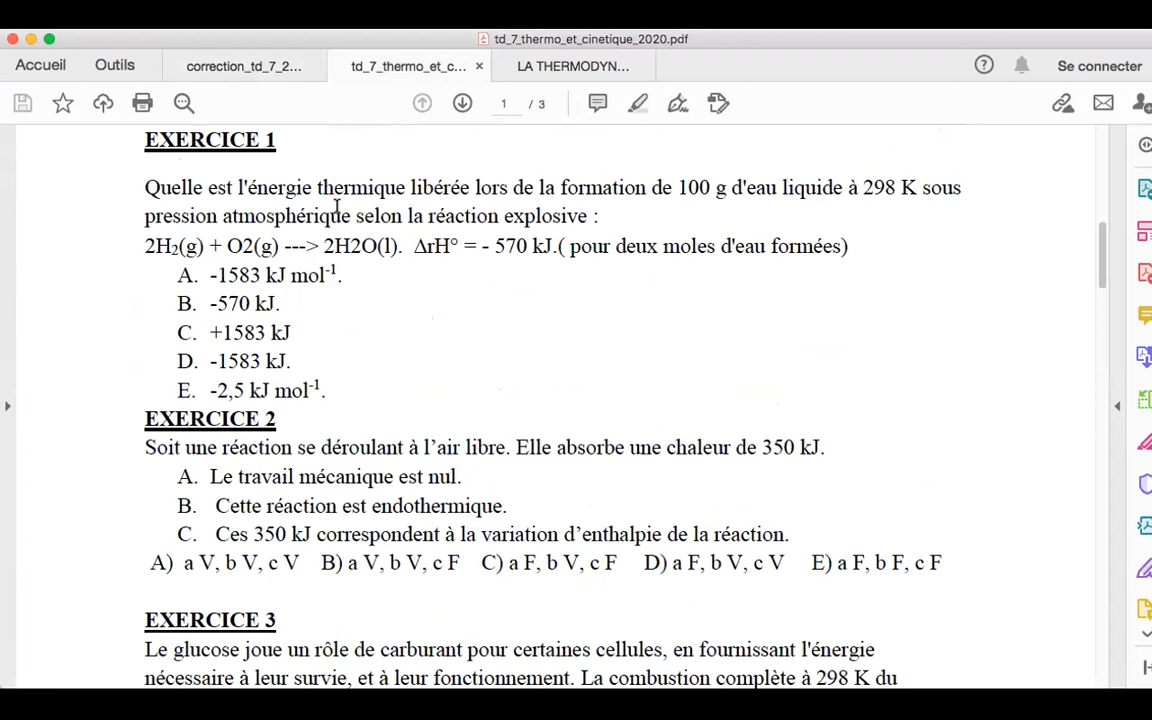 td_7_thermo_et_cinetique_2020.pdf
Accueil Outils correction_td_7_2... td_7_thermo_et_c... × LA THERMODYN... Se connecter
1 / 3
EXERCICE 1
Quelle est l'énergie thermique libérée lors de la formation de 100 g d'eau liquide à 298 K sous
pression atmosphérique selon la réaction explosive :
2H₂(g) + O2(g) ---> 2H2O(l). ΔrH° = - 570 kJ.( pour deux moles d'eau formées)
A. -1583 kJ mol⁻¹.
B. -570 kJ.
C. +1583 kJ
D. -1583 kJ.
E. -2,5 kJ mol⁻¹.
EXERCICE 2
Soit une réaction se déroulant à l’air libre. Elle absorbe une chaleur de 350 kJ.
A. Le travail mécanique est nul.
B. Cette réaction est endothermique.
C. Ces 350 kJ correspondent à la variation d’enthalpie de la réaction.
A) a V, b V, c V B) a V, b V, c F C) a F, b V, c F D) a F, b V, c V E) a F, b F, c F
EXERCICE 3
Le glucose joue un rôle de carburant pour certaines cellules, en fournissant l'énergie
nécessaire à leur survie, et à leur fonctionnement. La combustion complète à 298 K du